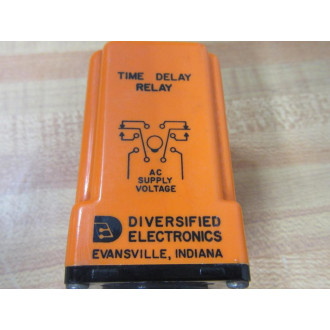 TIME DELAY
RELAY
AC
SUPPLY
VOLTAGE
DIVERSIFIED
ELECTRONICS
EVANSVILLE, INDIANA